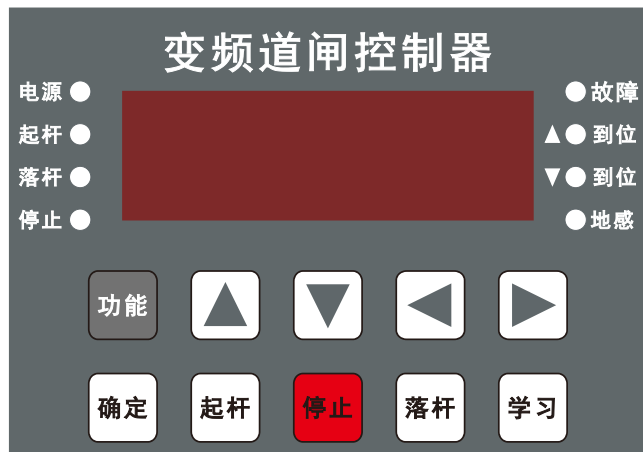 变频道闸控制器
电源
起杆
落杆
停止
故障
▲ 到位
▼ 到位
地感
功能 ▲ ▼ ◀ ▶
确定 起杆 停止 落杆 学习